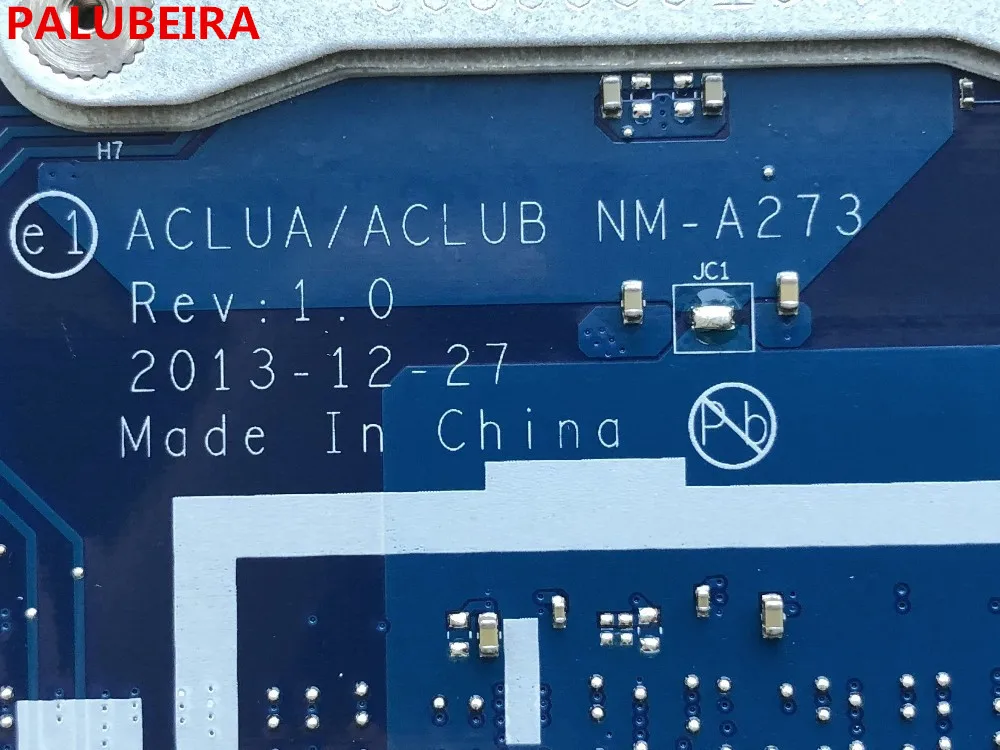 PALUBEIRA
H7
e1 ACLUA/ACLUB NM-A273
JC1
Rev:1.0
2013-12-27
Made In China
Pb